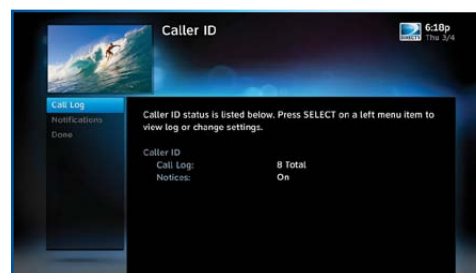 Caller ID
6:18p
DIRECTV Thu 3/4
Call Log
Notifications
Done
Caller ID status is listed below. Press SELECT on a left menu item to
view log or change settings.
Caller ID
Call Log: 8 Total
Notices: On